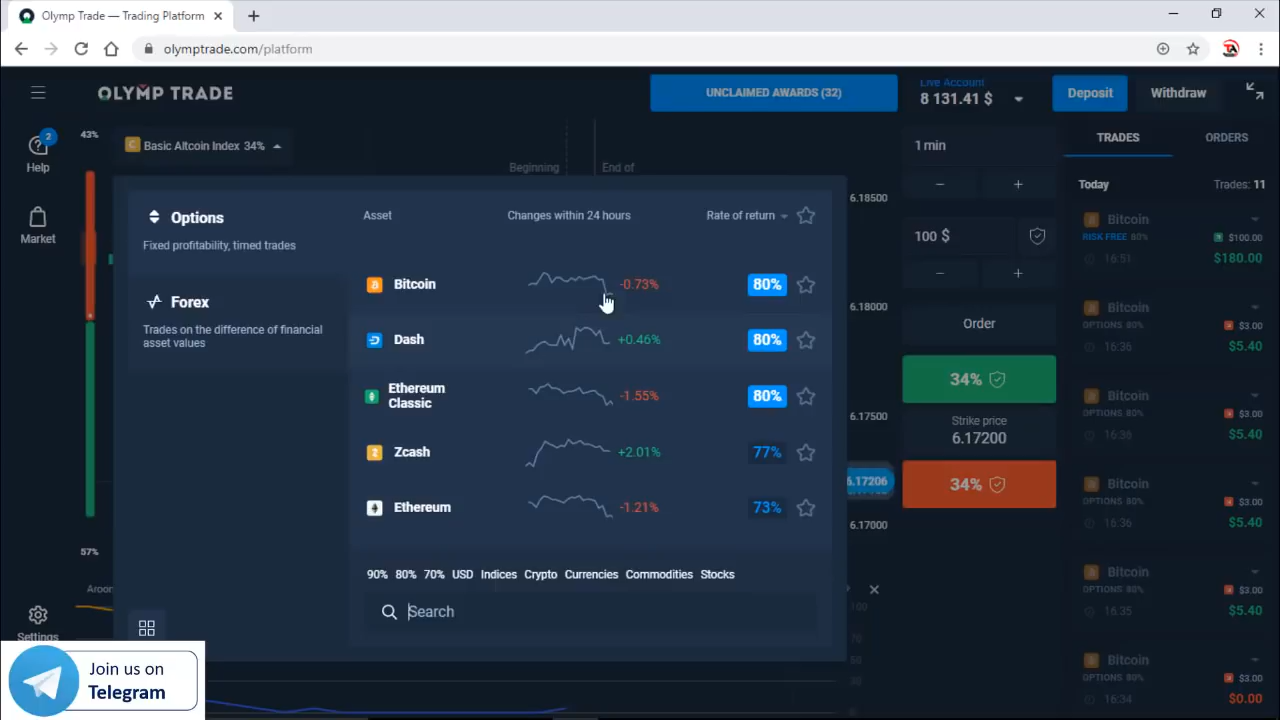 Olymp Trade — Trading Platform
olymptrade.com/platform
OLYMP TRADE
UNCLAIMED AWARDS (32)
Live Account
8 131.41 $
Deposit
Withdraw
2
Help
Market
Settings
43%
57%
Basic Altcoin Index 34%
Beginning
End of
Options
Fixed profitability, timed trades
Forex
Trades on the difference of financial
asset values
Asset
Changes within 24 hours
Rate of return
Bitcoin
-0.73%
80%
Dash
+0.46%
80%
Ethereum
Classic
-1.55%
80%
Zcash
+2.01%
77%
Ethereum
-1.21%
73%
90% 80% 70% USD Indices Crypto Currencies Commodities Stocks
Search
Aroon
6.18500
6.18000
6.17500
6.17206
6.17000
100
70
50
30
1 min
100 $
Order
34%
Strike price
6.17200
34%
TRADES
ORDERS
Today
Trades: 11
Bitcoin
RISK FREE 80%
$100.00
16:51
$180.00
Bitcoin
OPTIONS 80%
$3.00
16:36
$5.40
Bitcoin
OPTIONS 80%
$3.00
16:36
$5.40
Bitcoin
OPTIONS 80%
$3.00
16:36
$5.40
Bitcoin
OPTIONS 80%
$3.00
16:35
$5.40
Bitcoin
OPTIONS 80%
$3.00
16:34
$0.00
Join us on
Telegram